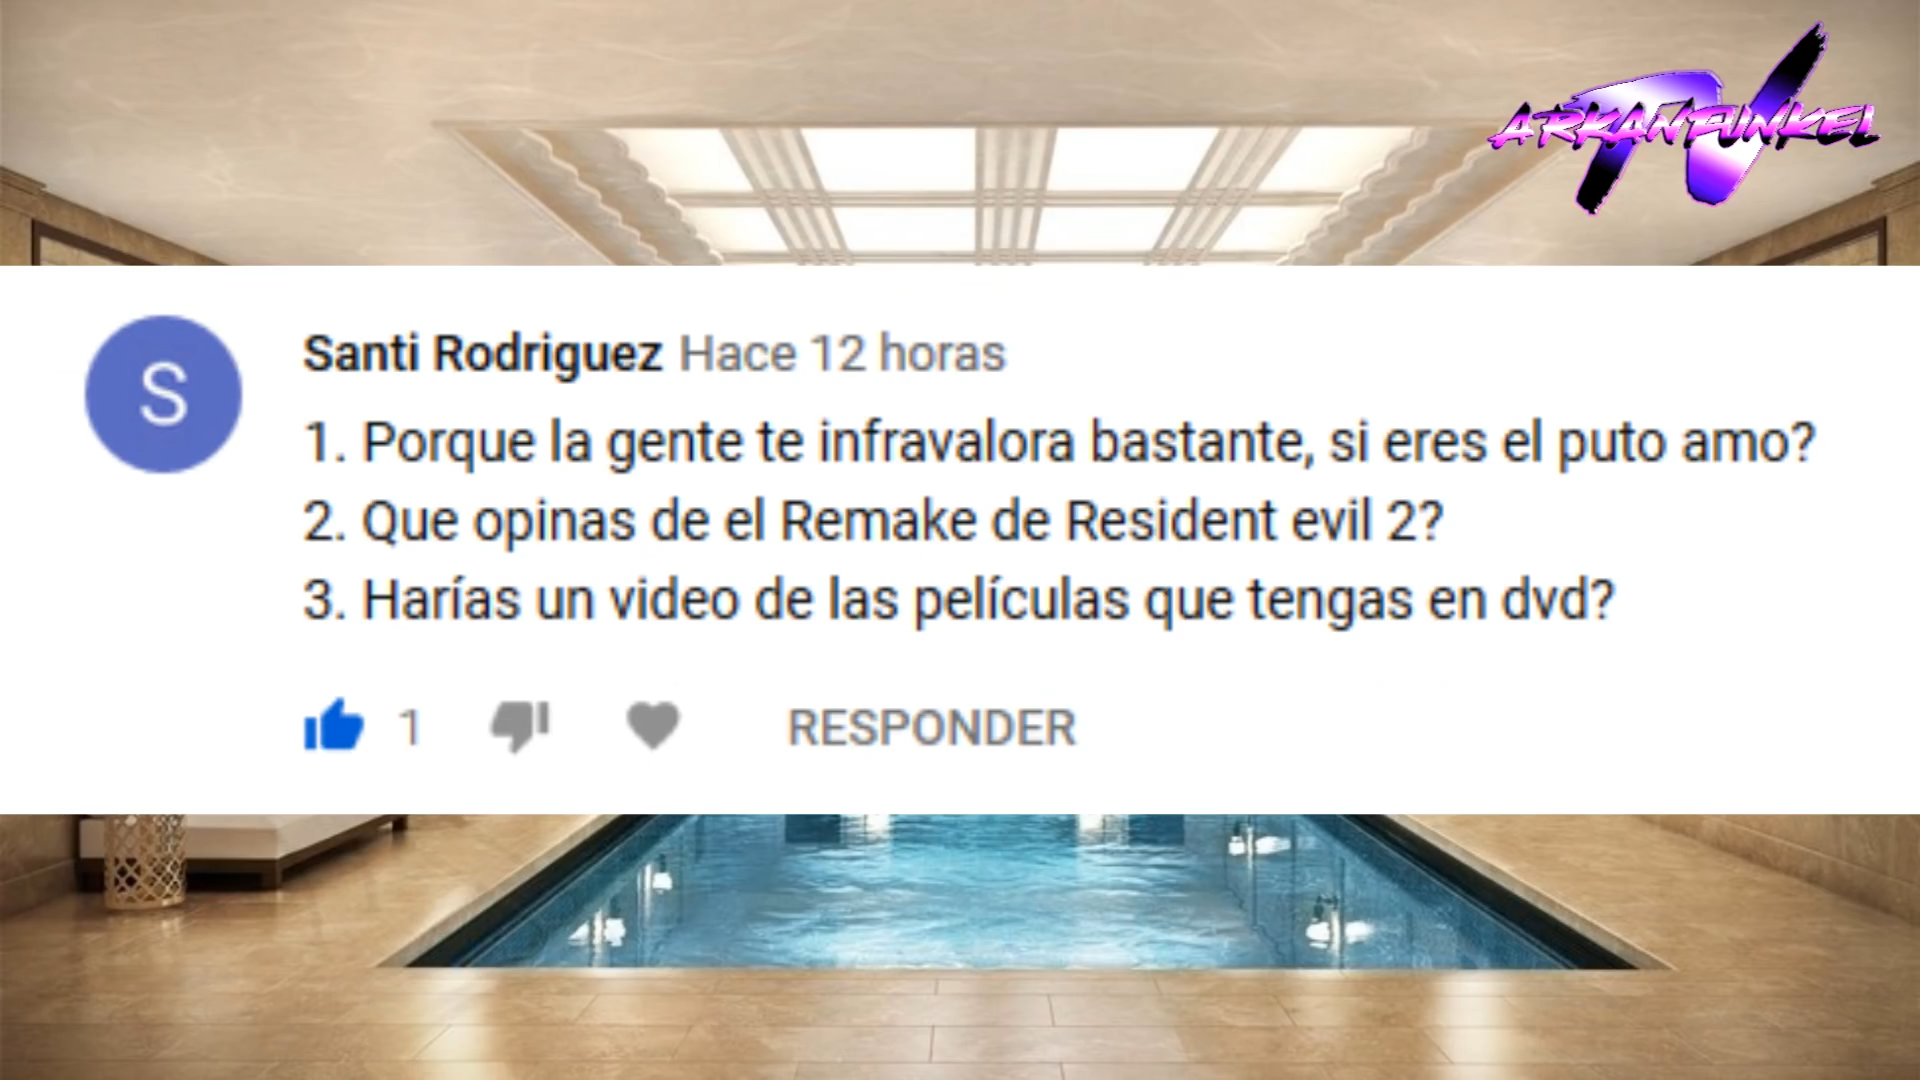 TV
ARKANFUNKEL
S
Santi Rodriguez Hace 12 horas
1. Porque la gente te infravalora bastante, si eres el puto amo?
2. Que opinas de el Remake de Resident evil 2?
3. Harías un video de las películas que tengas en dvd?
1
RESPONDER